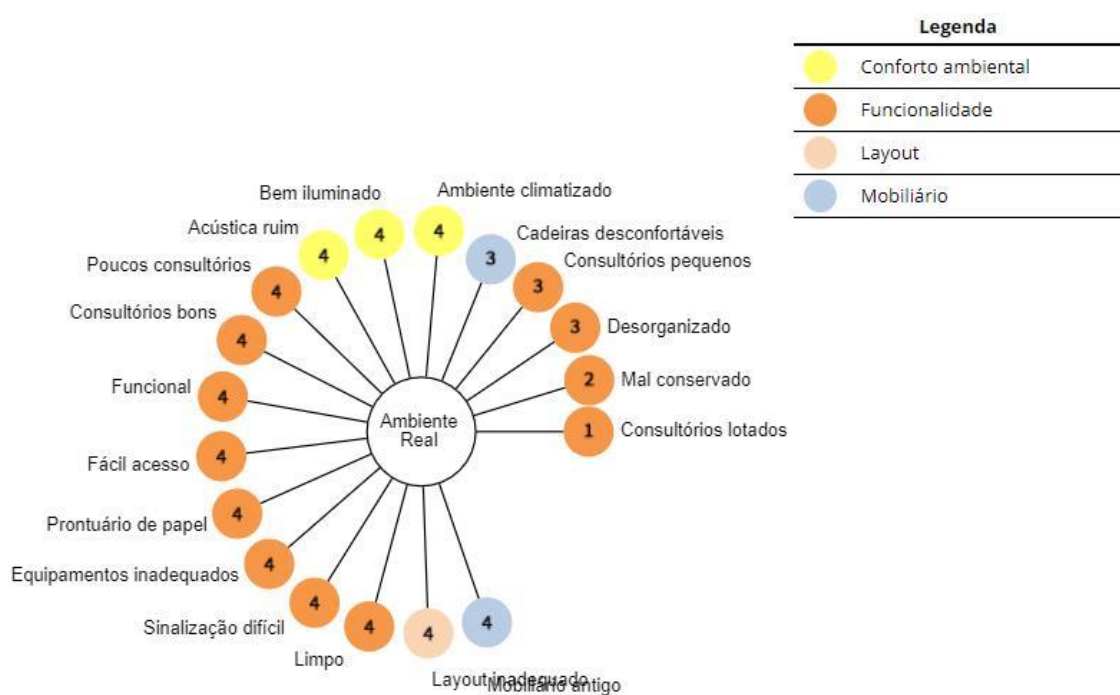 Legenda
Conforto ambiental
Funcionalidade
Layout
Mobiliário
Ambiente climatizado
Bem iluminado
Acústica ruim
Cadeiras desconfortáveis
Poucos consultórios
Consultórios pequenos
Consultórios bons
Desorganizado
Funcional
Mal conservado
Ambiente
Real
Consultórios lotados
Fácil acesso
Prontuário de papel
Equipamentos inadequados
Sinalização difícil
Limpo
Layout inadequado
Mobiliário antigo
4
4
4
3
4
3
4
3
4
2
1
4
4
4
4
4
4
4